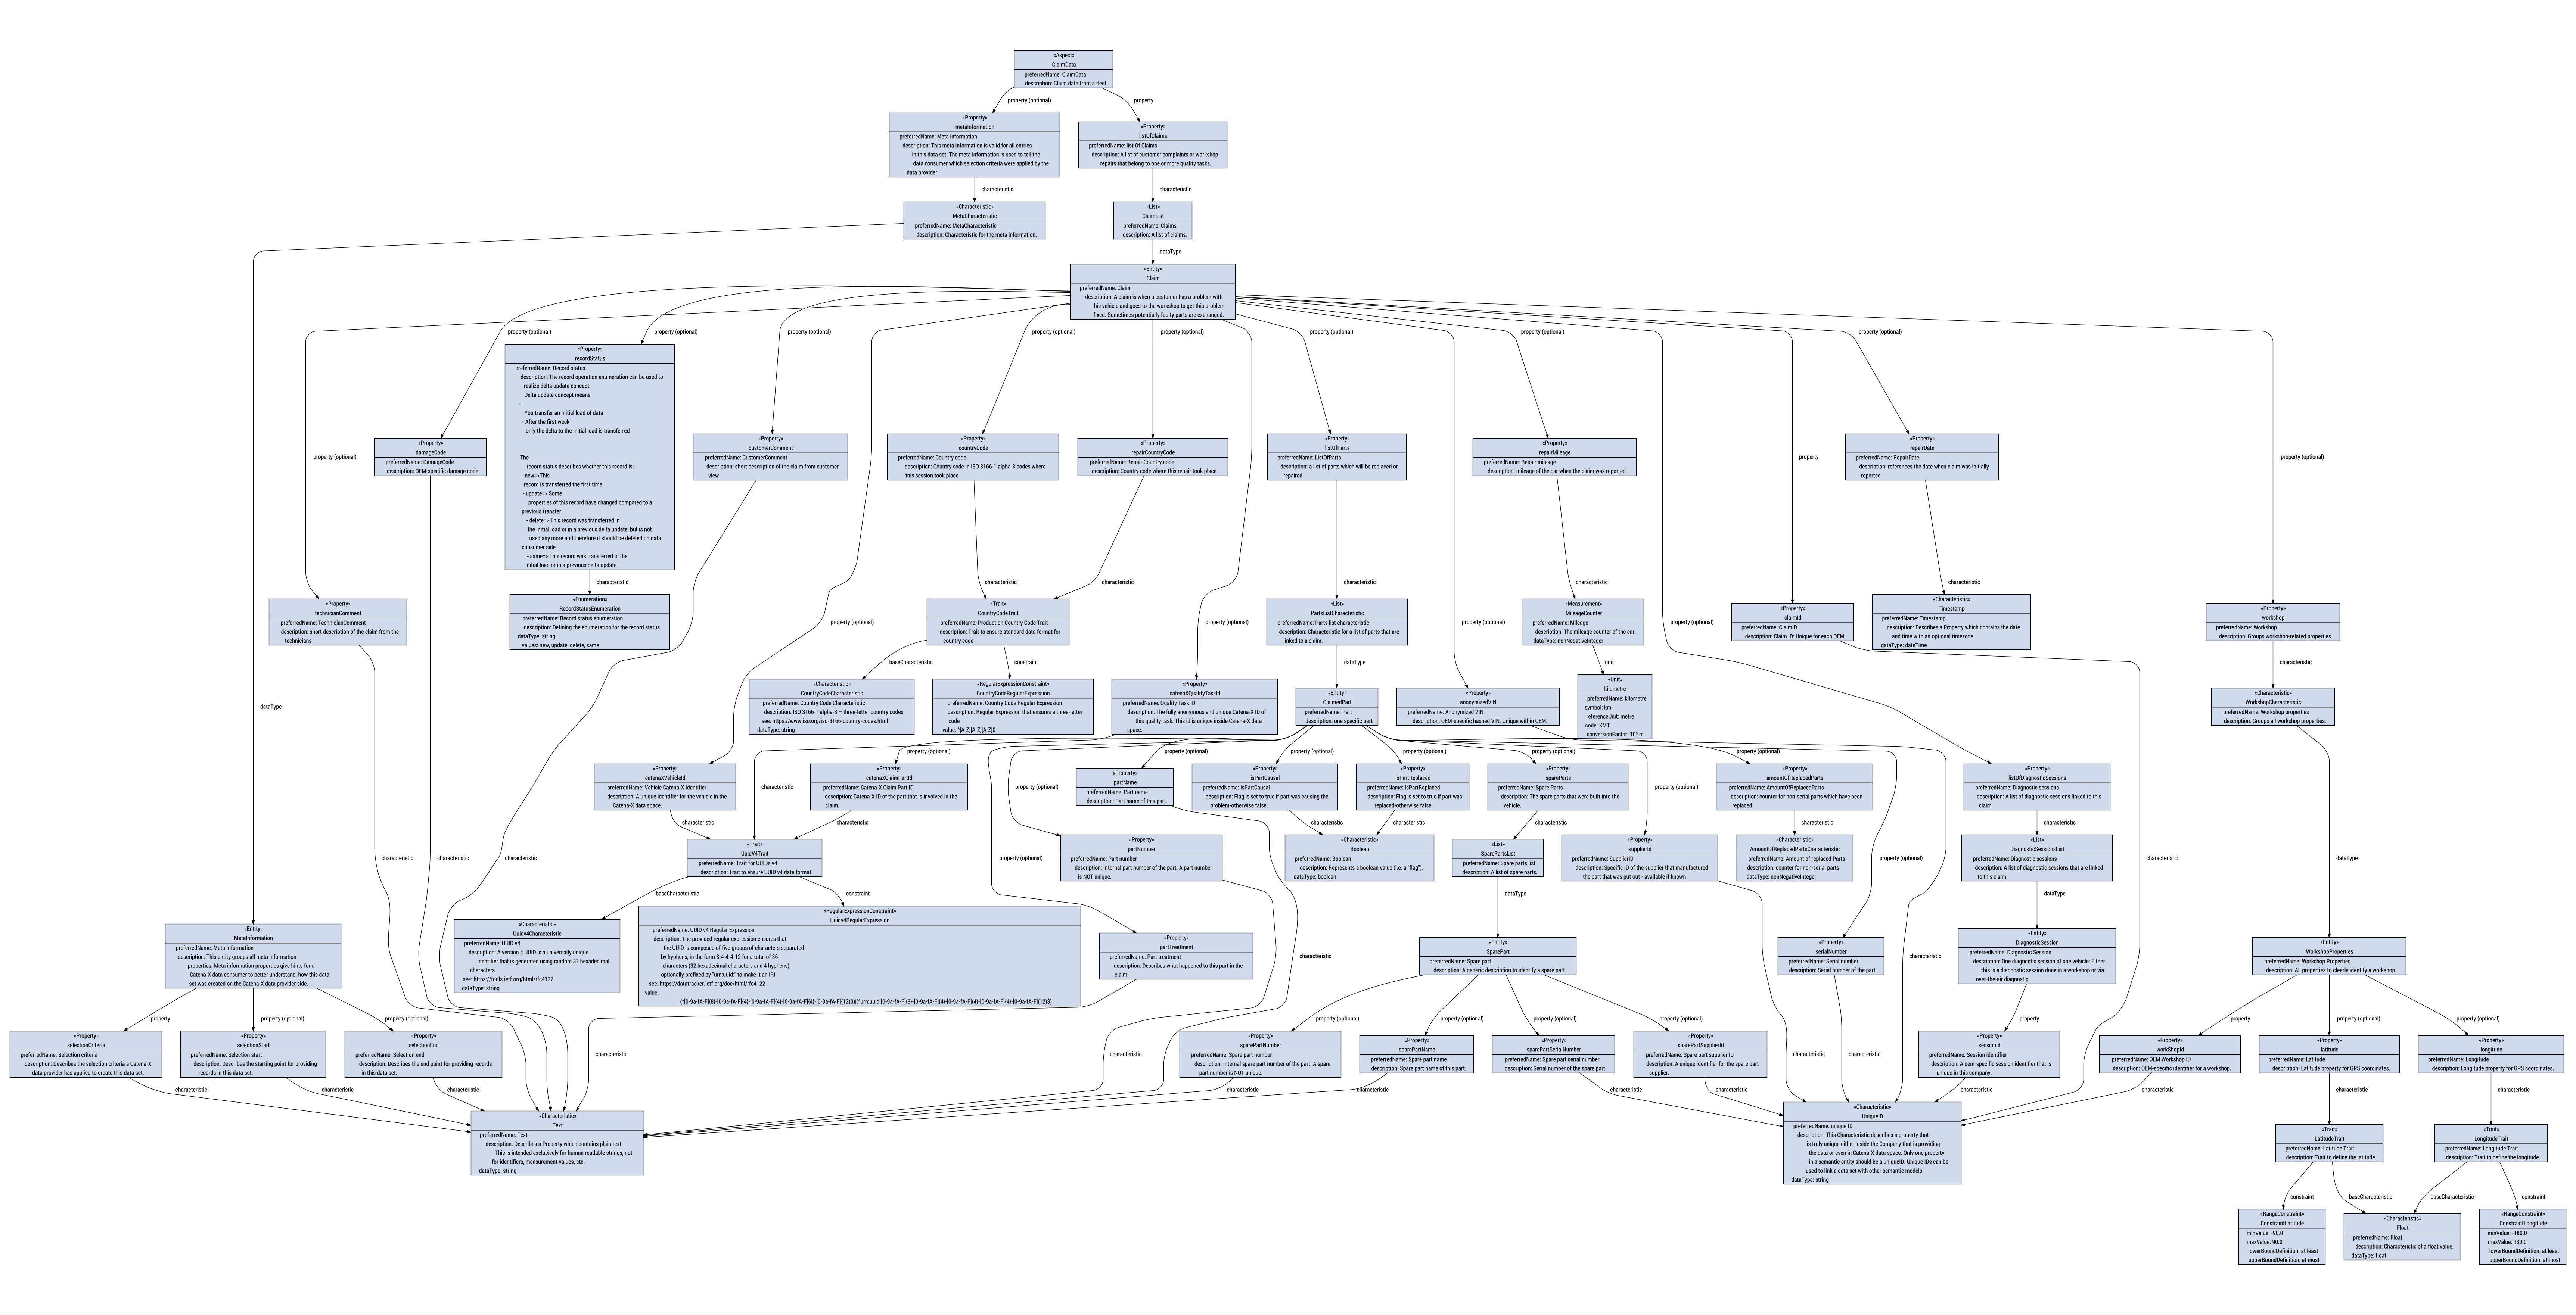 «Aspect»
ClaimData
preferredName: ClaimData
description: Claim data from a fleet
property (optional)
property
«Property»
metaInformation
preferredName: Meta information
description: This meta information is valid for all entries
in this data set. The meta information is used to tell the
data consumer which selection criteria were applied by the
data provider.
«Property»
listOfClaims
preferredName: list Of Claims
description: A list of customer complaints or workshop
repairs that belong to one or more quality tasks.
characteristic
characteristic
«Characteristic»
MetaCharacteristic
preferredName: MetaCharacteristic
description: Characteristic for the meta information.
«List»
ClaimList
preferredName: Claims
description: A list of claims.
dataType
«Entity»
Claim
preferredName: Claim
description: A claim is when a customer has a problem with
his vehicle and goes to the workshop to get this problem
fixed. Sometimes potentially faulty parts are exchanged.
property (optional)
property (optional)
property (optional)
property (optional)
property (optional)
property (optional)
property (optional)
property (optional)
property (optional)
«Property»
recordStatus
preferredName: Record status
description: The record operation enumeration can be used to
realize delta update concept.
Delta update concept means:
-
You transfer an initial load of data
- After the first week
only the delta to the initial load is transferred
The
record status describes whether this record is:
- new=>This
record is transferred the first time
- update=> Some
properties of this record have changed compared to a
previous transfer
- delete=> This record was transferred in
the initial load or in a previous delta update, but is not
used any more and therefore it should be deleted on data
consumer side
- same=> This record was transferred in the
initial load or in a previous delta update
property (optional)
«Property»
damageCode
preferredName: DamageCode
description: OEM-specific damage code
«Property»
customerComment
preferredName: CustomerComment
description: short description of the claim from customer
view
«Property»
countryCode
preferredName: Country code
description: Country code in ISO 3166-1 alpha-3 codes where
this session took place
«Property»
repairCountryCode
preferredName: Repair Country code
description: Country code where this repair took place.
«Property»
listOfParts
preferredName: ListOfParts
description: a list of parts which will be replaced or
repaired
«Property»
repairMileage
preferredName: Repair mileage
description: mileage of the car when the claim was reported
property
«Property»
repairDate
preferredName: RepairDate
description: references the date when claim was initially
reported
property (optional)
characteristic
characteristic
characteristic
characteristic
characteristic
characteristic
«Property»
technicianComment
preferredName: TechnicianComment
description: short description of the claim from the
technicians
«Enumeration»
RecordStatusEnumeration
preferredName: Record status enumeration
description: Defining the enumeration for the record status
dataType: string
values: new, update, delete, same
property (optional)
«Trait»
CountryCodeTrait
preferredName: Production Country Code Trait
description: Trait to ensure standard data format for
country code
property (optional)
«List»
PartsListCharacteristic
preferredName: Parts list characteristic
description: Characteristic for a list of parts that are
linked to a claim.
property (optional)
«Measurement»
MileageCounter
preferredName: Mileage
description: The mileage counter of the car.
dataType: nonNegativeInteger
property (optional)
«Property»
claimId
preferredName: ClaimID
description: Claim ID: Unique for each OEM
«Characteristic»
Timestamp
preferredName: Timestamp
description: Describes a Property which contains the date
and time with an optional timezone.
dataType: dateTime
«Property»
workshop
preferredName: Workshop
description: Groups workshop-related properties
baseCharacteristic
constraint
dataType
unit
characteristic
«Characteristic»
CountryCodeCharacteristic
preferredName: Country Code Characteristic
description: ISO 3166-1 alpha-3 – three-letter country codes
see: https://www.iso.org/iso-3166-country-codes.html
dataType: string
«RegularExpressionConstraint»
CountryCodeRegularExpression
preferredName: Country Code Regular Expression
description: Regular Expression that ensures a three-letter
code
value: ^[A-Z][A-Z][A-Z]$
«Property»
catenaXQualityTaskId
preferredName: Quality Task ID
description: The fully anonymous and unique Catena-X ID of
this quality task. This id is unique inside Catena-X data
space.
«Entity»
ClaimedPart
preferredName: Part
description: one specific part
«Property»
anonymizedVIN
preferredName: Anonymized VIN
description: OEM-specific hashed VIN. Unique within OEM.
«Unit»
kilometre
preferredName: kilometre
symbol: km
referenceUnit: metre
code: KMT
conversionFactor: 10³ m
«Characteristic»
WorkshopCharacteristic
preferredName: Workshop properties
description: Groups all workshop properties.
dataType
property (optional)
property (optional)
property (optional)
property (optional)
property (optional)
property (optional)
«Property»
catenaXVehicleId
preferredName: Vehicle Catena-X Identifier
description: A unique identifier for the vehicle in the
Catena-X data space.
characteristic
«Property»
catenaXClaimPartId
preferredName: Catena-X Claim Part ID
description: Catena-X ID of the part that is involved in the
claim.
property (optional)
«Property»
partName
preferredName: Part name
description: Part name of this part.
«Property»
isPartCausal
preferredName: IsPartCausal
description: Flag is set to true if part was causing the
problem-otherwise false.
«Property»
isPartReplaced
preferredName: IsPartReplaced
description: Flag is set to true if part was
replaced-otherwise false.
«Property»
spareParts
preferredName: Spare Parts
description: The spare parts that were built into the
vehicle.
property (optional)
«Property»
amountOfReplacedParts
preferredName: AmountOfReplacedParts
description: counter for non-serial parts which have been
replaced
«Property»
listOfDiagnosticSessions
preferredName: Diagnostic sessions
description: A list of diagnostic sessions linked to this
claim.
characteristic
characteristic
characteristic
characteristic
characteristic
characteristic
characteristic
«Trait»
UuidV4Trait
preferredName: Trait for UUIDs v4
description: Trait to ensure UUID v4 data format.
«Property»
partNumber
preferredName: Part number
description: Internal part number of the part. A part number
is NOT unique.
«Characteristic»
Boolean
preferredName: Boolean
description: Represents a boolean value (i.e. a "flag").
dataType: boolean
«List»
SparePartsList
preferredName: Spare parts list
description: A list of spare parts.
«Property»
supplierId
preferredName: SupplierID
description: Specific ID of the supplier that manufactured
the part that was put out - available if known
«Characteristic»
AmountOfReplacedPartsCharacteristic
preferredName: Amount of replaced Parts
description: counter for non-serial parts
dataType: nonNegativeInteger
«List»
DiagnosticSessionsList
preferredName: Diagnostic sessions
description: A list of diagnostic sessions that are linked
to this claim.
characteristic
characteristic
characteristic
property (optional)
property (optional)
characteristic
dataType
baseCharacteristic
constraint
dataType
dataType
«Characteristic»
Uuidv4Characteristic
preferredName: UUID v4
description: A version 4 UUID is a universally unique
identifier that is generated using random 32 hexadecimal
characters.
see: https://tools.ietf.org/html/rfc4122
dataType: string
«RegularExpressionConstraint»
Uuidv4RegularExpression
preferredName: UUID v4 Regular Expression
description: The provided regular expression ensures that
the UUID is composed of five groups of characters separated
by hyphens, in the form 8-4-4-4-12 for a total of 36
characters (32 hexadecimal characters and 4 hyphens),
optionally prefixed by "urn:uuid:" to make it an IRI.
see: https://datatracker.ietf.org/doc/html/rfc4122
value:
(^[0-9a-fA-F]{8}-[0-9a-fA-F]{4}-[0-9a-fA-F]{4}-[0-9a-fA-F]{4}-[0-9a-fA-F]{12}$)|(^urn:uuid:[0-9a-fA-F]{8}-[0-9a-fA-F]{4}-[0-9a-fA-F]{4}-[0-9a-fA-F]{4}-[0-9a-fA-F]{12}$)
«Entity»
MetaInformation
preferredName: Meta Information
description: This entity groups all meta information
properties. Meta information properties give hints for a
Catena-X data consumer to better understand, how this data
set was created on the Catena-X data provider side.
«Property»
partTreatment
preferredName: Part treatment
description: Describes what happened to this part in the
claim.
characteristic
«Entity»
SparePart
preferredName: Spare part
description: A generic description to identify a spare part.
«Property»
serialNumber
preferredName: Serial number
description: Serial number of the part.
«Entity»
DiagnosticSession
preferredName: Diagnostic Session
description: One diagnostic session of one vehicle: Either
this is a diagnostic session done in a workshop or via
over-the-air diagnostic.
«Entity»
WorkshopProperties
preferredName: Workshop Properties
description: All properties to clearly identify a workshop.
property
property (optional)
property (optional)
property (optional)
property (optional)
property (optional)
property (optional)
property
property
property (optional)
property (optional)
«Property»
selectionCriteria
preferredName: Selection criteria
description: Describes the selection criteria a Catena-X
data provider has applied to create this data set.
«Property»
selectionStart
preferredName: Selection start
description: Describes the starting point for providing
records in this data set.
«Property»
selectionEnd
preferredName: Selection end
description: Describes the end point for providing records
in this data set.
characteristic
characteristic
«Property»
sparePartNumber
preferredName: Spare part number
description: Internal spare part number of the part. A spare
part number is NOT unique.
«Property»
sparePartName
preferredName: Spare part name
description: Spare part name of this part.
«Property»
sparePartSerialNumber
preferredName: Spare part serial number
description: Serial number of the spare part.
«Property»
sparePartSupplierId
preferredName: Spare part supplier ID
description: A unique identifier for the spare part
supplier.
characteristic
characteristic
«Property»
sessionId
preferredName: Session identifier
description: A oem-specific session identifier that is
unique in this company.
«Property»
workShopId
preferredName: OEM Workshop ID
description: OEM-specific identifier for a workshop.
«Property»
latitude
preferredName: Latitude
description: Latitude property for GPS coordinates.
«Property»
longitude
preferredName: Longitude
description: Longitude property for GPS coordinates.
characteristic
characteristic
characteristic
characteristic
characteristic
characteristic
characteristic
characteristic
characteristic
characteristic
characteristic
«Characteristic»
Text
preferredName: Text
description: Describes a Property which contains plain text.
This is intended exclusively for human readable strings, not
for identifiers, measurement values, etc.
dataType: string
«Characteristic»
UniqueID
preferredName: unique ID
description: This Characteristic describes a property that
is truly unique either inside the Company that is providing
the data or even in Catena-X data space. Only one property
in a semantic entity should be a uniqueID. Unique IDs can be
used to link a data set with other semantic models.
dataType: string
«Trait»
LatitudeTrait
preferredName: Latitude Trait
description: Trait to define the latitude.
«Trait»
LongitudeTrait
preferredName: Longitude Trait
description: Trait to define the longitude.
constraint
baseCharacteristic
baseCharacteristic
constraint
«RangeConstraint»
ConstraintLatitude
minValue: -90.0
maxValue: 90.0
lowerBoundDefinition: at least
upperBoundDefinition: at most
«Characteristic»
Float
preferredName: Float
description: Characteristic of a float value.
dataType: float
«RangeConstraint»
ConstraintLongitude
minValue: -180.0
maxValue: 180.0
lowerBoundDefinition: at least
upperBoundDefinition: at most